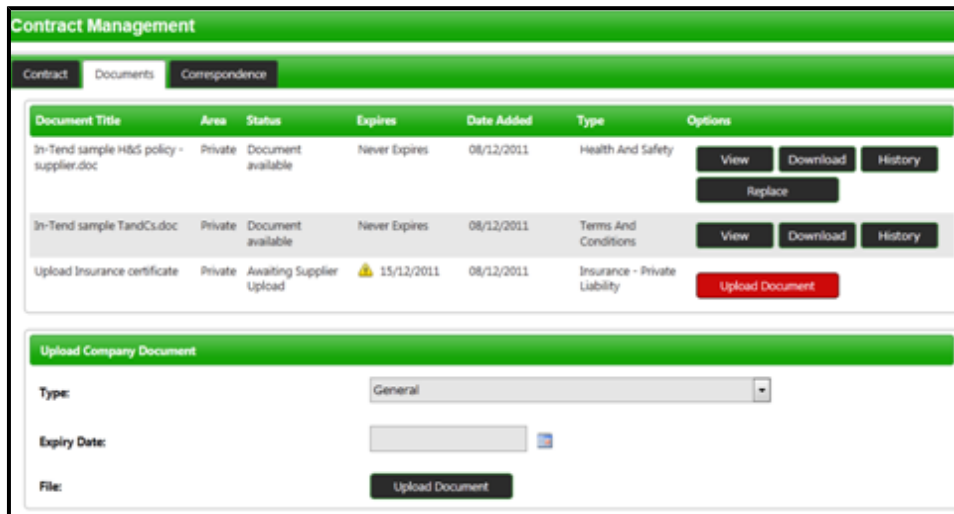 Contract Management
Contract Documents Correspondence
Document Title Area Status Expires Date Added Type Options
In-Tend sample H&S policy - Private Document Never Expires 08/12/2011 Health And Safety View Download History
supplier.doc available
Replace
In-Tend sample TandCs.doc Private Document Never Expires 08/12/2011 Terms And View Download History
available Conditions
Upload Insurance certificate Private Awaiting Supplier 15/12/2011 08/12/2011 Insurance - Private Upload Document
Upload Liability
Upload Company Document
Type: General
Expiry Date:
File: Upload Document